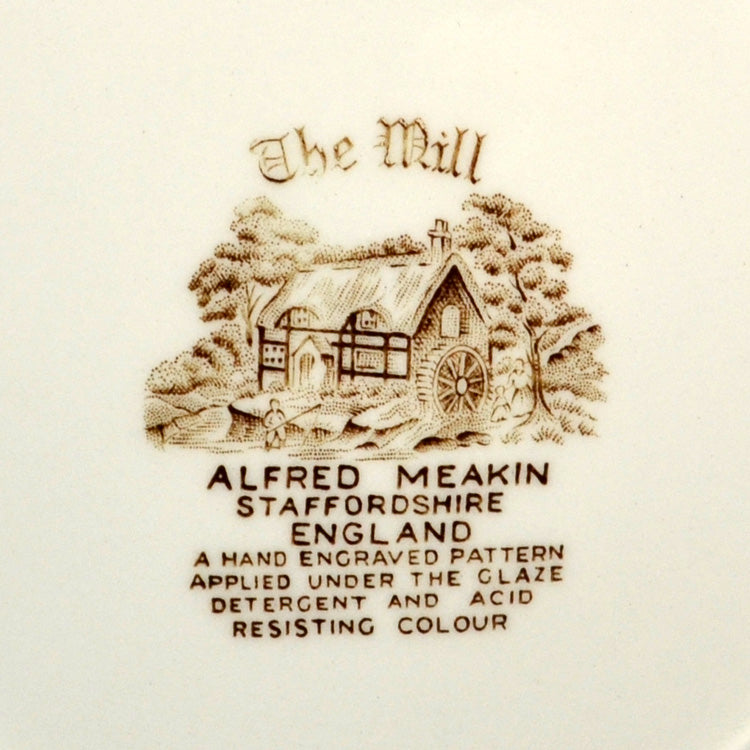 The Mill
ALFRED MEAKIN
STAFFORDSHIRE
ENGLAND
A HAND ENGRAVED PATTERN
APPLIED UNDER THE GLAZE
DETERGENT AND ACID
RESISTING COLOUR